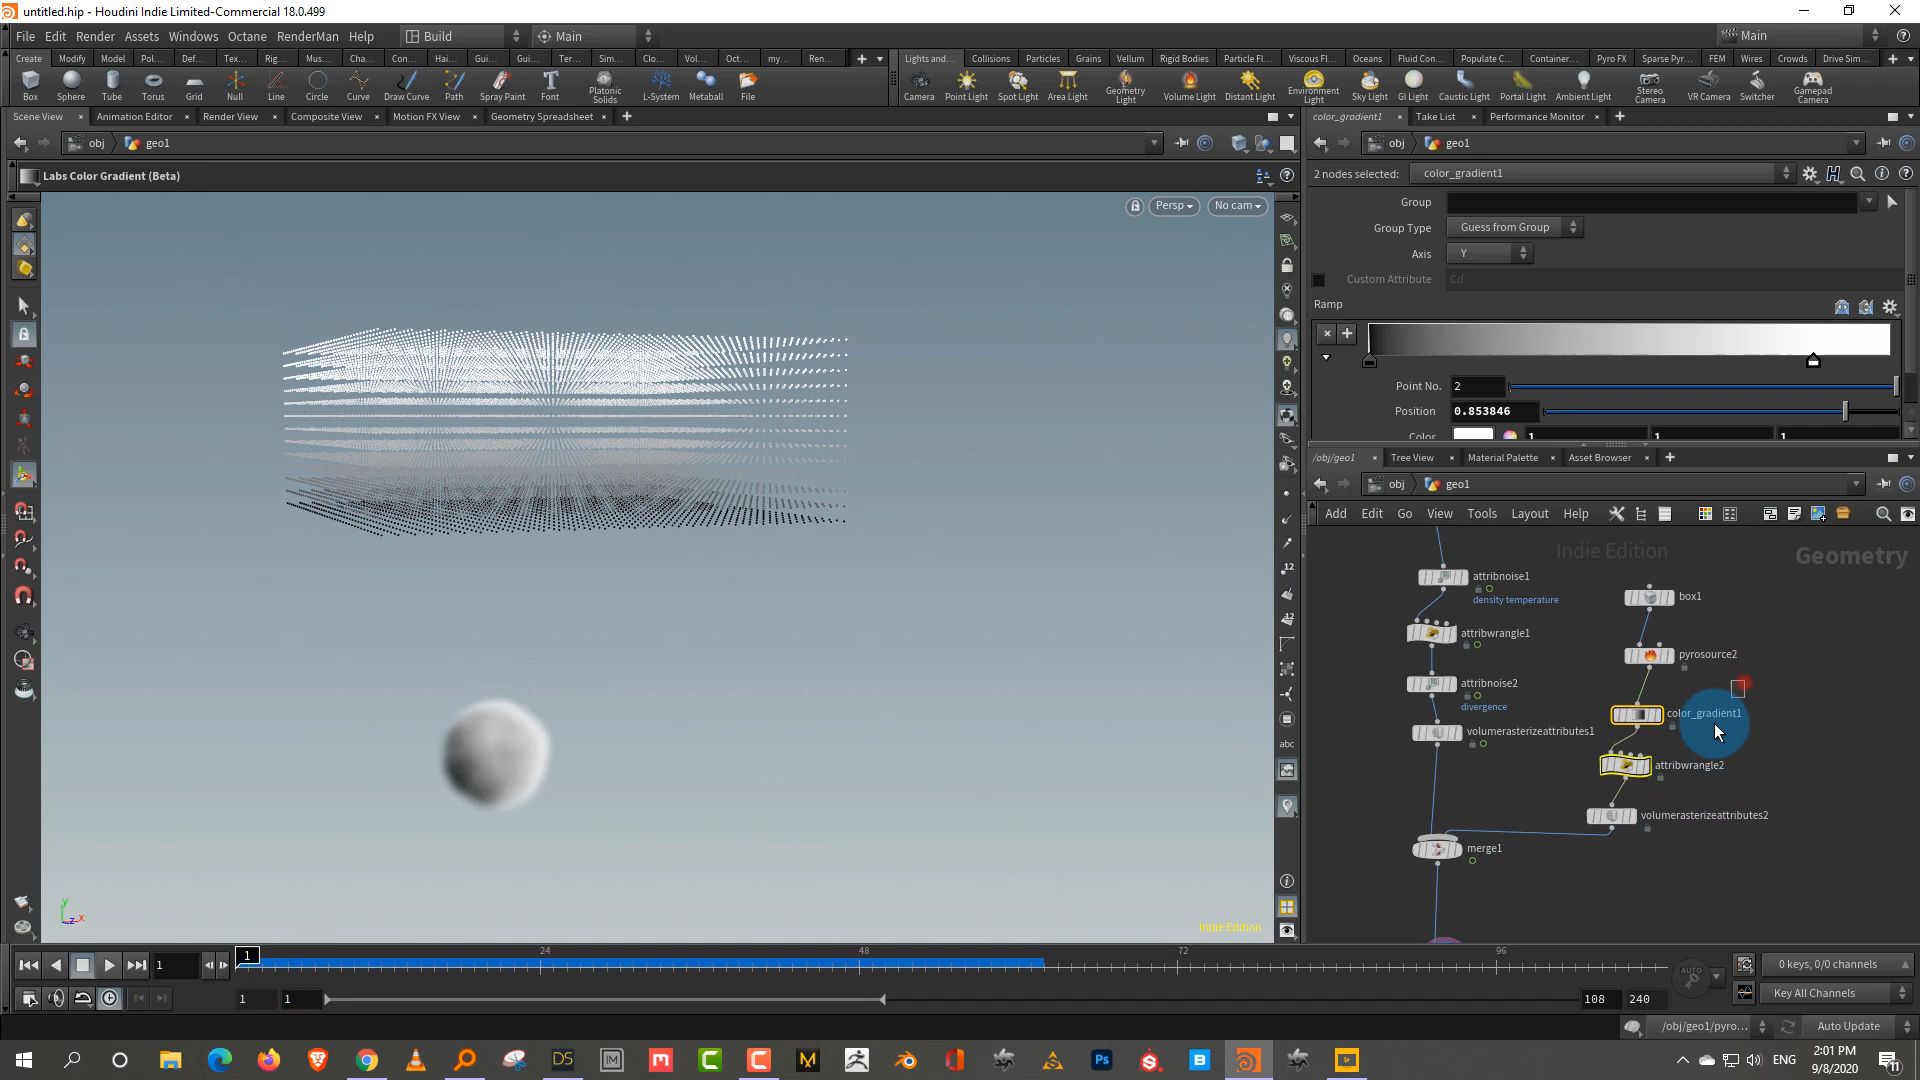 untitled.hip - Houdini Indie Limited-Commercial 18.0.499
File Edit Render Assets Windows Octane RenderMan Help Build Main Main
Create Modify Model Pol... Def... Tex... Rig... Mus... Cha... Con... Hai... Gui... Gui... Ter... Sim... Clo... Vol... Oct... my... Ren...
Lights and... Collisions Particles Grains Vellum Rigid Bodies Particle Fl... Viscous Fl... Oceans Fluid Con... Populate C... Container... Pyro FX Sparse Pyr... FEM Wires Crowds Drive Sim...
Box Sphere Tube Torus Grid Null Line Circle Curve Draw Curve Path Spray Paint Font Platonic Solids L-System Metaball File
Camera Point Light Spot Light Area Light Geometry Light Volume Light Distant Light Environment Light Sky Light GI Light Caustic Light Portal Light Ambient Light Stereo Camera VR Camera Switcher Gamepad Camera
Scene View Animation Editor Render View Composite View Motion FX View Geometry Spreadsheet
color_gradient1 Take List Performance Monitor
obj geo1
obj geo1
Labs Color Gradient (Beta)
2 nodes selected: color_gradient1
Persp No cam
Group
Group Type Guess from Group
Axis Y
Custom Attribute Cd
Ramp
Point No. 2
Position 0.853846
Color 1 1 1
/obj/geo1 Tree View Material Palette Asset Browser
obj geo1
Add Edit Go View Tools Layout Help
Indie Edition
Geometry
attribnoise1
density temperature
box1
attribwrangle1
pyrosource2
attribnoise2
divergence
color_gradient1
volumerasterizeattributes1
attribwrangle2
volumerasterizeattributes2
merge1
12
12
abc
y
z x
Indie Edition
1 1 24 48 72 96
AUTO
0 keys, 0/0 channels
1 1 108 240
Key All Channels
/obj/geo1/pyro... Auto Update
DS
ENG
2:01 PM
9/8/2020
11